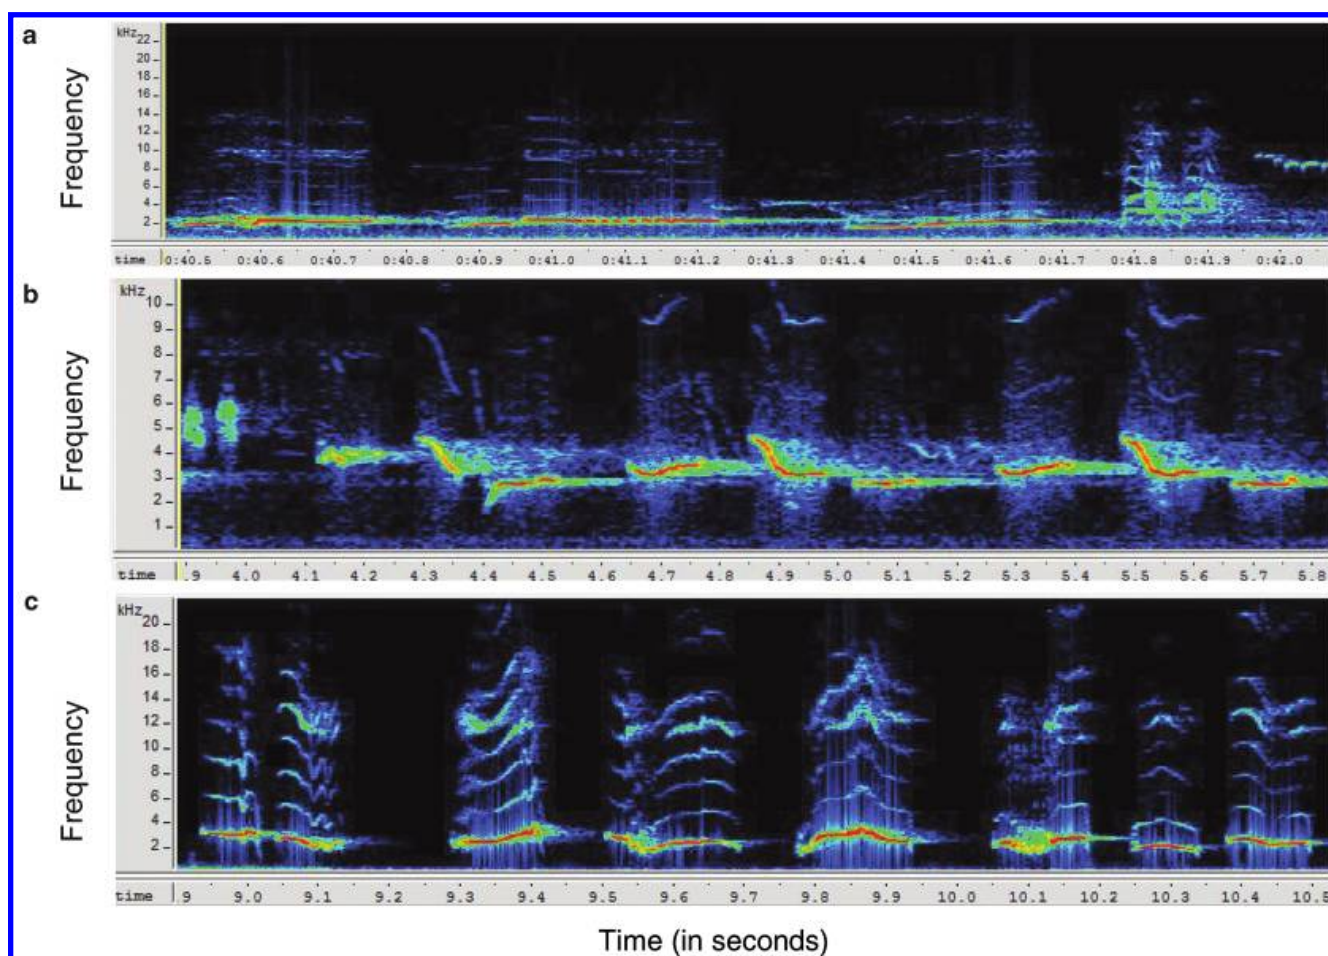 a
kHz
22
20
18
16
14
12
10
8
6
4
2
Frequency
time 0:40.5 0:40.6 0:40.7 0:40.8 0:40.9 0:41.0 0:41.1 0:41.2 0:41.3 0:41.4 0:41.5 0:41.6 0:41.7 0:41.8 0:41.9 0:42.0
b
kHz
10
9
8
7
6
5
4
3
2
1
Frequency
time .9 4.0 4.1 4.2 4.3 4.4 4.5 4.6 4.7 4.8 4.9 5.0 5.1 5.2 5.3 5.4 5.5 5.6 5.7 5.8
c
kHz
20
16
14
12
10
8
6
4
2
Frequency
time .9 9.0 9.1 9.2 9.3 9.4 9.5 9.6 9.7 9.8 9.9 10.0 10.1 10.2 10.3 10.4 10.5
Time (in seconds)